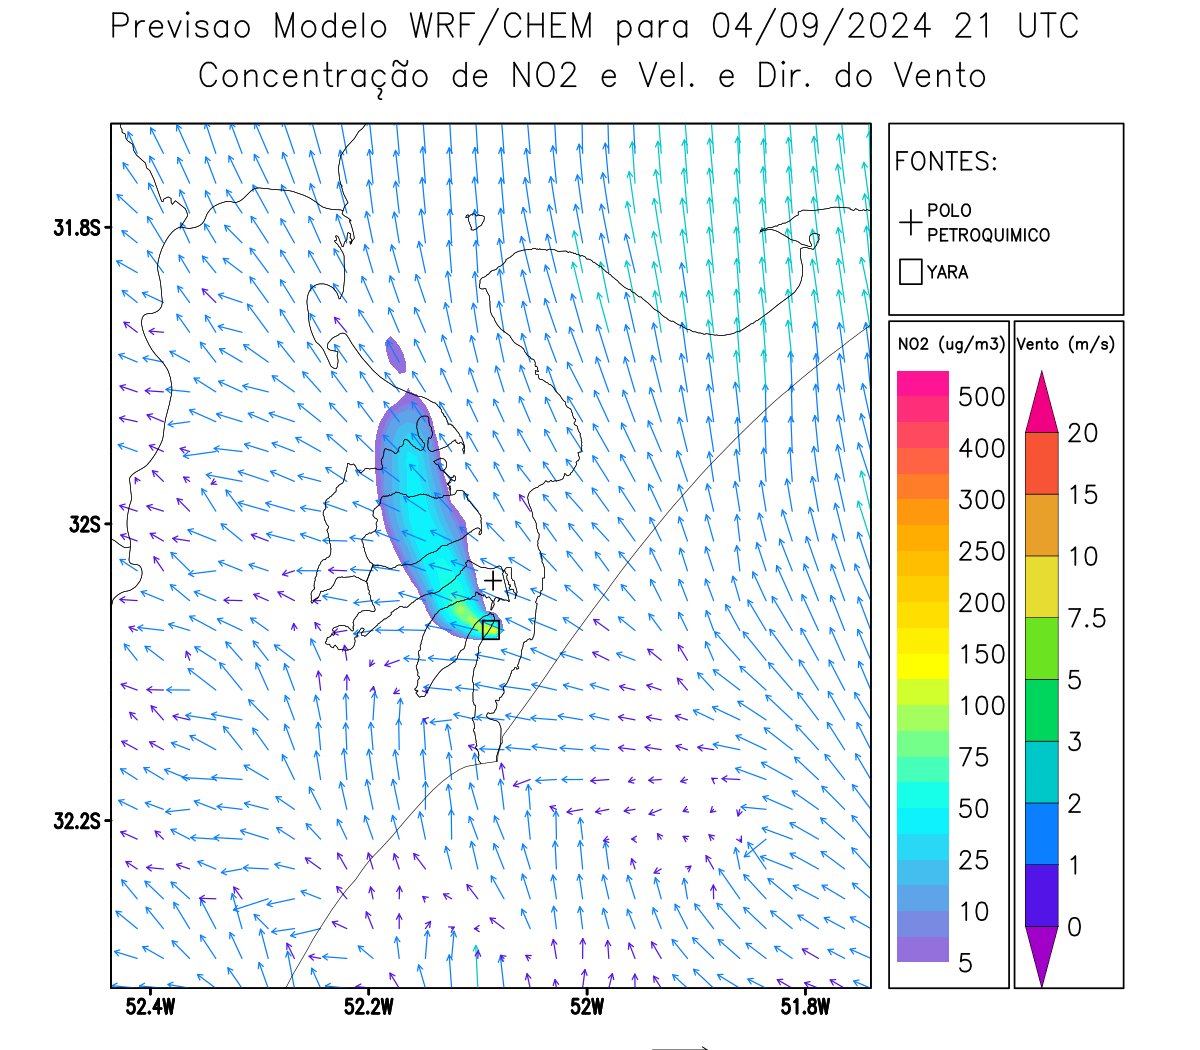 Previsao Modelo WRF/CHEM para 04/09/2024 21 UTC
Concentração de NO2 e Vel. e Dir. do Vento
FONTES:
POLO
PETROQUIMICO
YARA
31.8S
32S
32.2S
52.4W
52.2W
52W
51.8W
NO2 (ug/m3)
500
400
300
250
200
150
100
75
50
25
10
5
Vento (m/s)
20
15
10
7.5
5
3
2
1
0